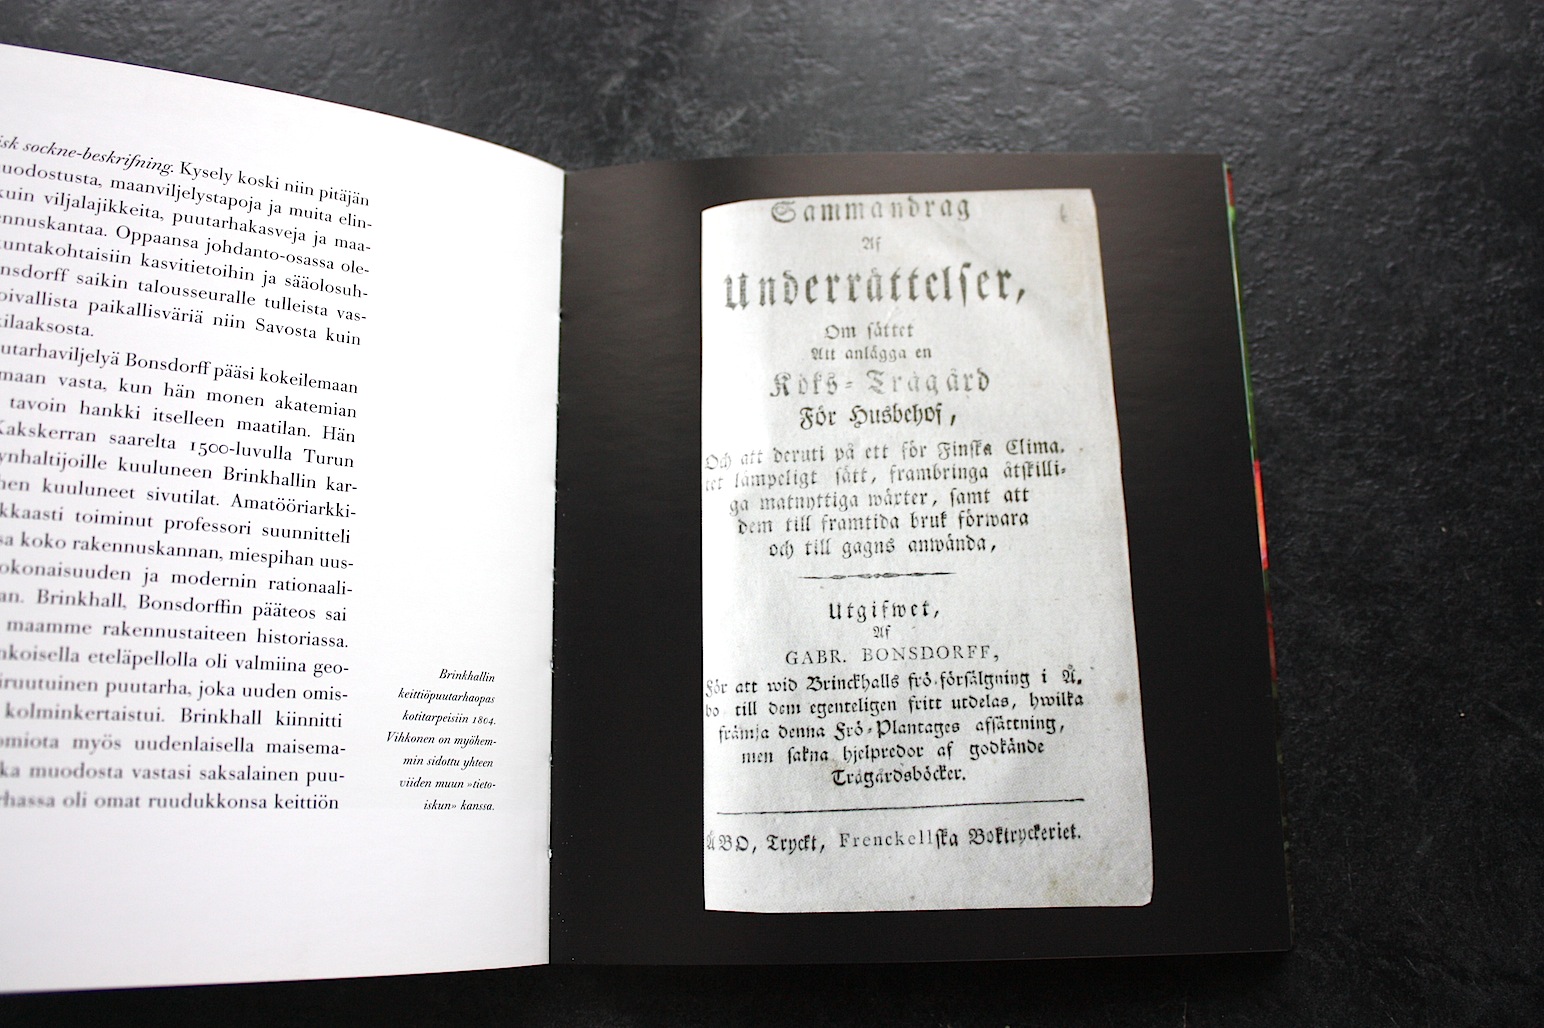 isk sockne-beskrifning. Kysely koski niin pitäjän
uodostusta, maanviljelystapoja ja muita elin-
kuin viljalajikkeita, puutarhakasveja ja maa-
ennuskantaa. Oppaansa johdanto-osassa ole-
kuntakohtaisiin kasvitietoihin ja sääolosuh-
nsdorff saikin talousseuralle tulleista vas-
oivallista paikallisväriä niin Savosta kuin
kilaaksosta.
utarhaviljelyä Bonsdorff pääsi kokeilemaan
maan vasta, kun hän monen akatemian
tavoin hankki itselleen maatilan. Hän
Kakskerran saarelta 1500-luvulla Turun
ynhaltijoille kuuluneen Brinkhallin kar-
hen kuuluneet sivutilat. Amatööriarkki-
kkaasti toiminut professori suunnitteli
sa koko rakennuskannan, miespihan uus-
okonaisuuden ja modernin rationaali-
an. Brinkhall, Bonsdorffin pääteos sai
maamme rakennustaiteen historiassa.
nkoisella eteläpellolla oli valmiina geo-
iruutuinen puutarha, joka uuden omis-
kolminkertaistui. Brinkhall kiinnitti
omiota myös uudenlaisella maisema-
ka muodosta vastasi saksalainen puu-
rhassa oli omat ruudukkonsa keittiön
Brinkhallin
keittiöpuutarhaopas
kotitarpeisiin 1804.
Vihkonen on myöhem-
min sidottu yhteen
viiden muun »tieto-
iskun» kanssa.
Sammandrag
Af
Underrättelser,
Om sättet
Att anlägga en
Köks-Trägård
För Husbehof,
Och att deruti på ett för Finska Clima.
tet lämpeligt sätt, frambringa åtskilli-
ga matnyttiga wärter, samt att
dem till framtida bruk förwara
och till gagns anwända,
Utgifwet,
Af
GABR. BONSDORFF,
För att wid Brinckhalls frö-försälgning i Å.
bo till dem egenteligen fritt utdelas, hwilka
främja denna Frö-Plantages afsättning,
men sakna hjelpredor af godkände
Trägårdsböcker.
ÅBO, Tryckt, Frenckellska Boktryckeriet.